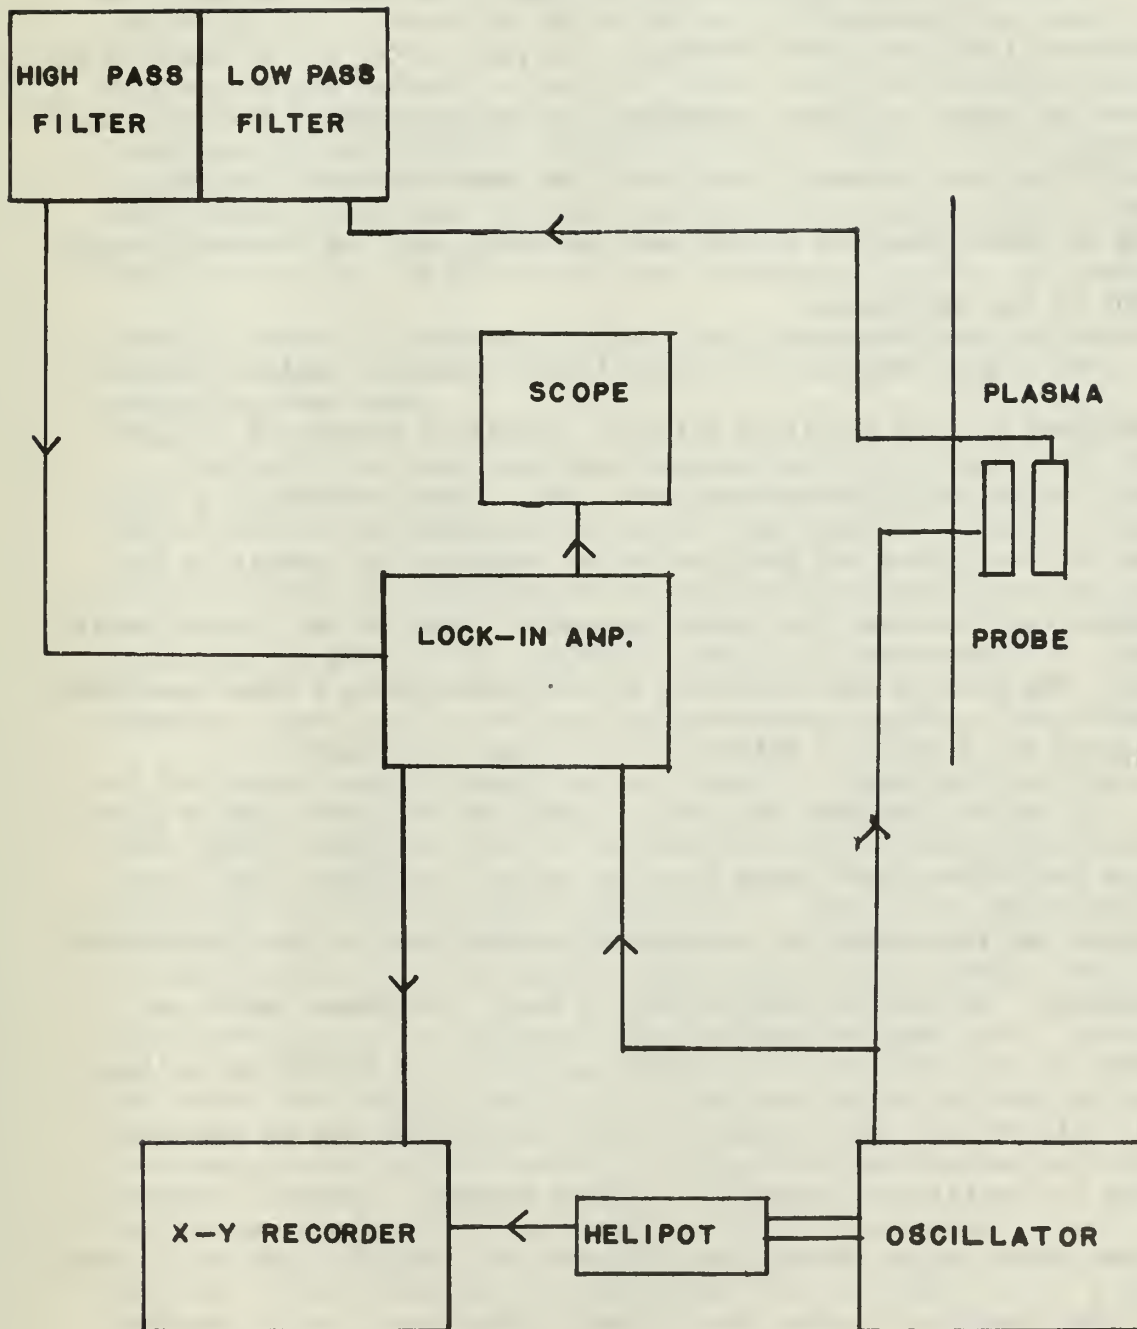 HIGH PASS
FILTER
LOW PASS
FILTER
SCOPE
PLASMA
LOCK-IN AMP.
PROBE
X-Y RECORDER
HELIPOT
OSCILLATOR